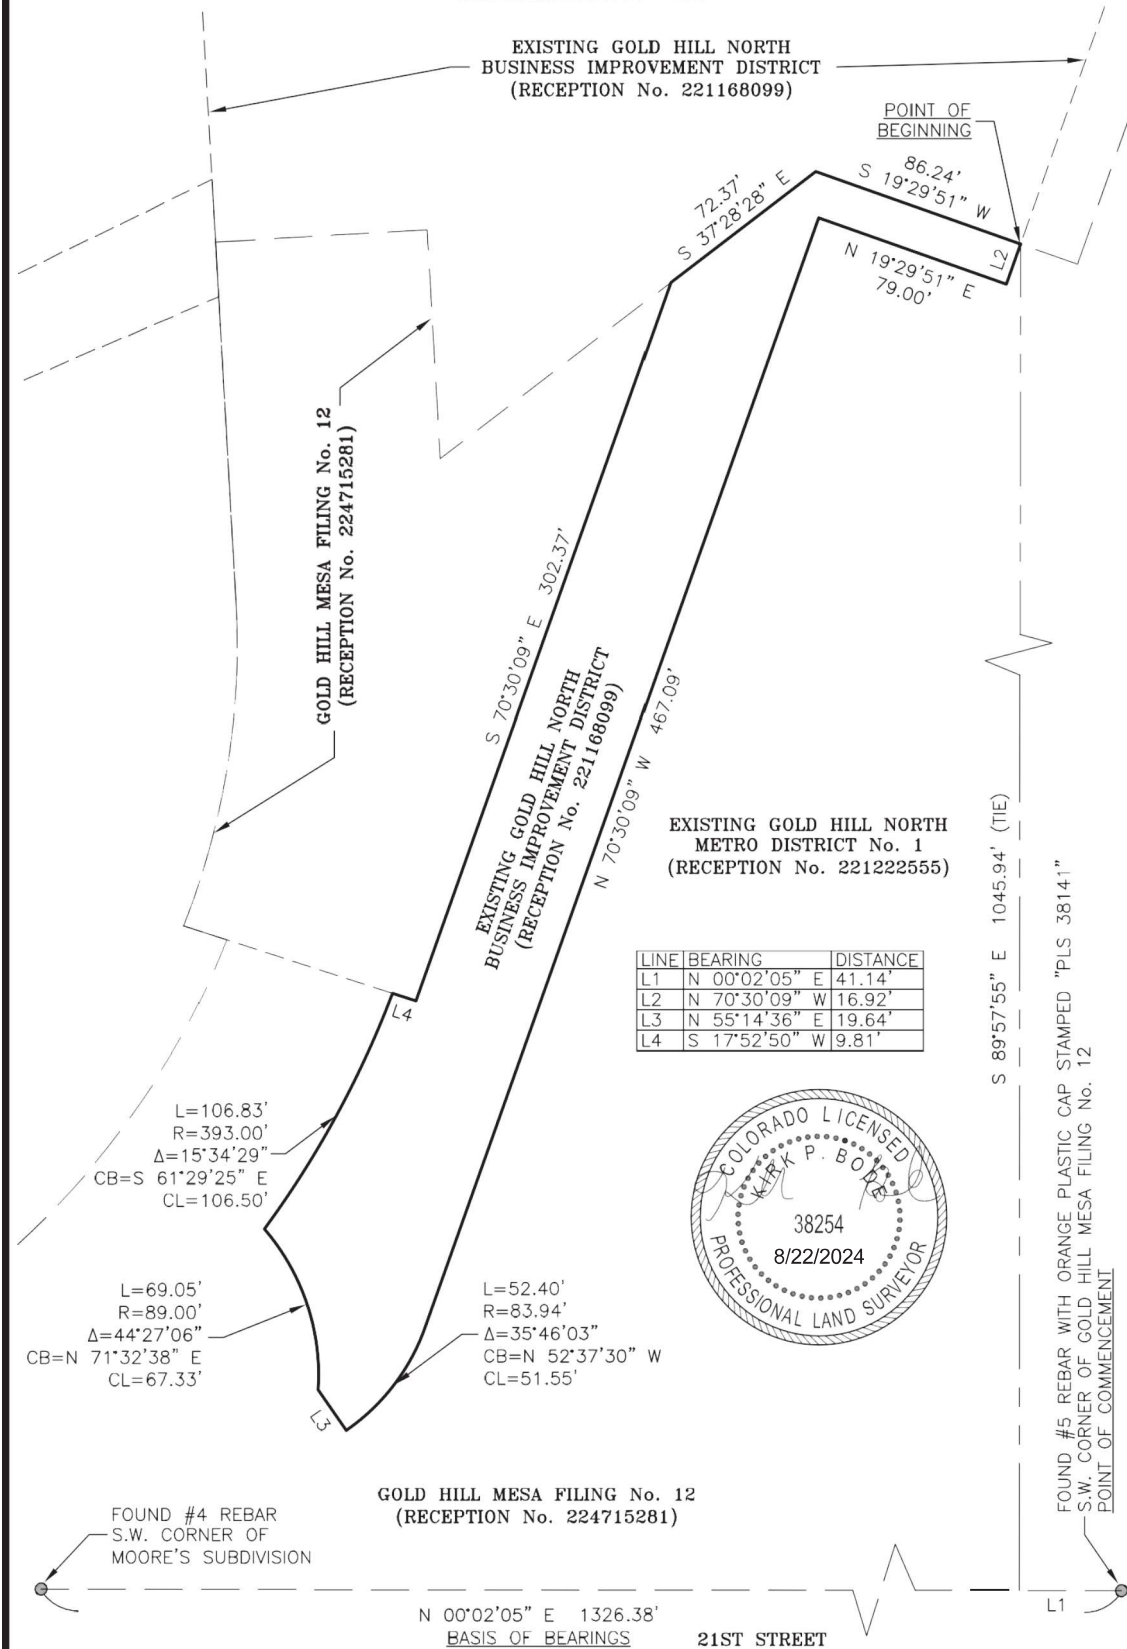 EXISTING GOLD HILL NORTH
BUSINESS IMPROVEMENT DISTRICT
(RECEPTION No. 221168099)
POINT OF
BEGINNING
86.24'
S 19°29'51" W
72.37'
S 37°28'28" E
L2
N 19°29'51" E
79.00'
GOLD HILL MESA FILING No. 12
(RECEPTION No. 224715281)
S 70°30'09" E 302.37'
EXISTING GOLD HILL NORTH
BUSINESS IMPROVEMENT DISTRICT
(RECEPTION No. 221168099)
N 70°30'09" W 467.09'
EXISTING GOLD HILL NORTH
METRO DISTRICT No. 1
(RECEPTION No. 221222555)
S 89°57'55" E 1045.94' (TIE)
LINE BEARING DISTANCE
L1 N 00°02'05" E 41.14'
L2 N 70°30'09" W 16.92'
L3 N 55°14'36" E 19.64'
L4 S 17°52'50" W 9.81'
L4
L=106.83'
R=393.00'
Δ=15°34'29"
CB=S 61°29'25" E
CL=106.50'
COLORADO LICENSED
KIRK P. BODE
38254
8/22/2024
PROFESSIONAL LAND SURVEYOR
L=69.05'
R=89.00'
Δ=44°27'06"
CB=N 71°32'38" E
CL=67.33'
L=52.40'
R=83.94'
Δ=35°46'03"
CB=N 52°37'30" W
CL=51.55'
L3
FOUND #5 REBAR WITH ORANGE PLASTIC CAP STAMPED "PLS 38141"
S.W. CORNER OF GOLD HILL MESA FILING No. 12
POINT OF COMMENCEMENT
GOLD HILL MESA FILING No. 12
(RECEPTION No. 224715281)
FOUND #4 REBAR
S.W. CORNER OF
MOORE'S SUBDIVISION
L1
N 00°02'05" E 1326.38'
BASIS OF BEARINGS
21ST STREET